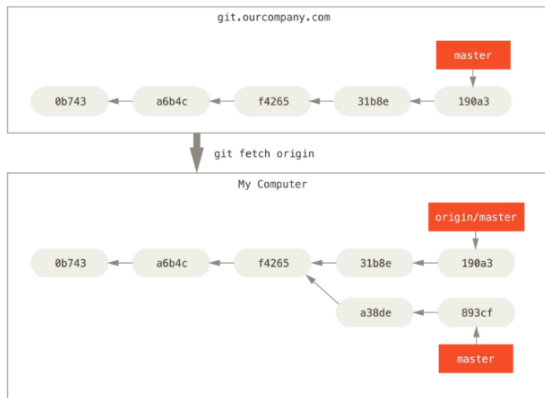 git.ourcompany.com
master
0b743 a6b4c f4265 31b8e 190a3
git fetch origin
My Computer
origin/master
0b743 a6b4c f4265 31b8e 190a3
a38de 893cf
master